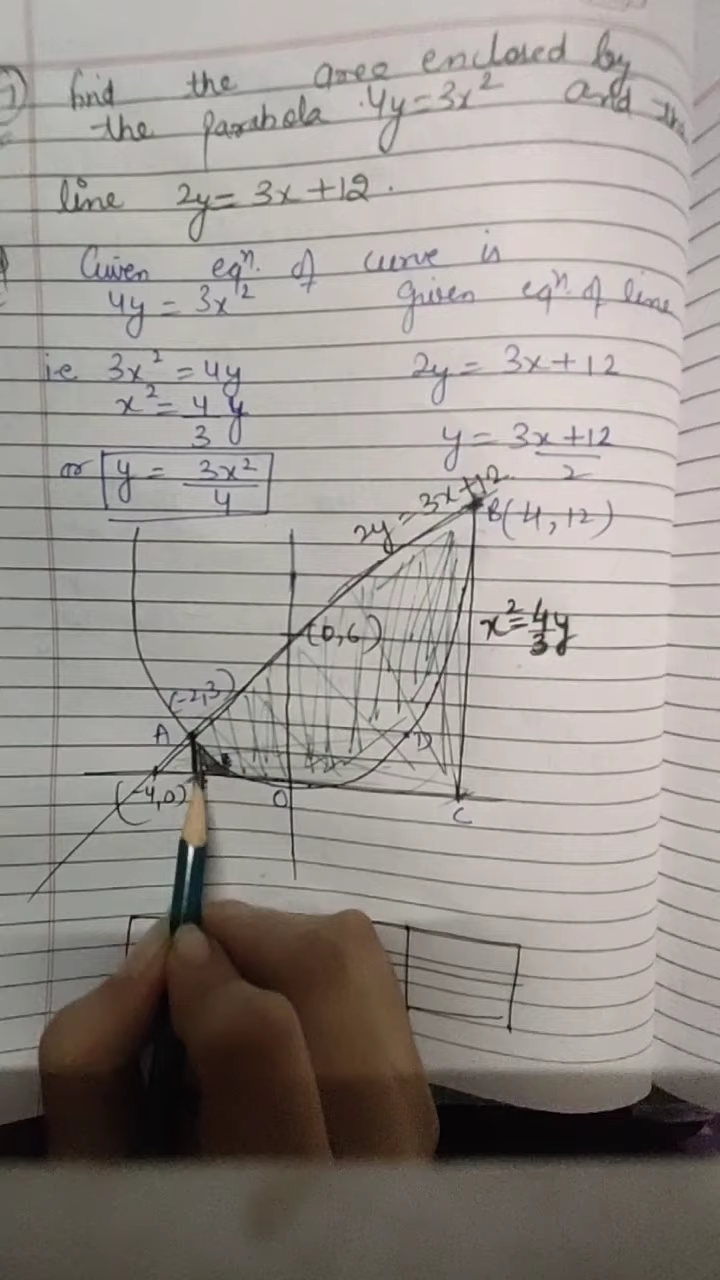 find the area enclosed by
the parabola 4y = 3x² and the
line 2y = 3x + 12.
Given eqⁿ. of curve is
4y = 3x²
i.e 3x² = 4y
x² = 4/3 y
or y = 3x²/4
given eqⁿ. of line
2y = 3x + 12
y = 3x + 12/2
2y = 3x + 12.
B(4, 12)
(0, 6)
x² = 4/3 y
(-2, 3)
A
D
(-4, 0)
O
C